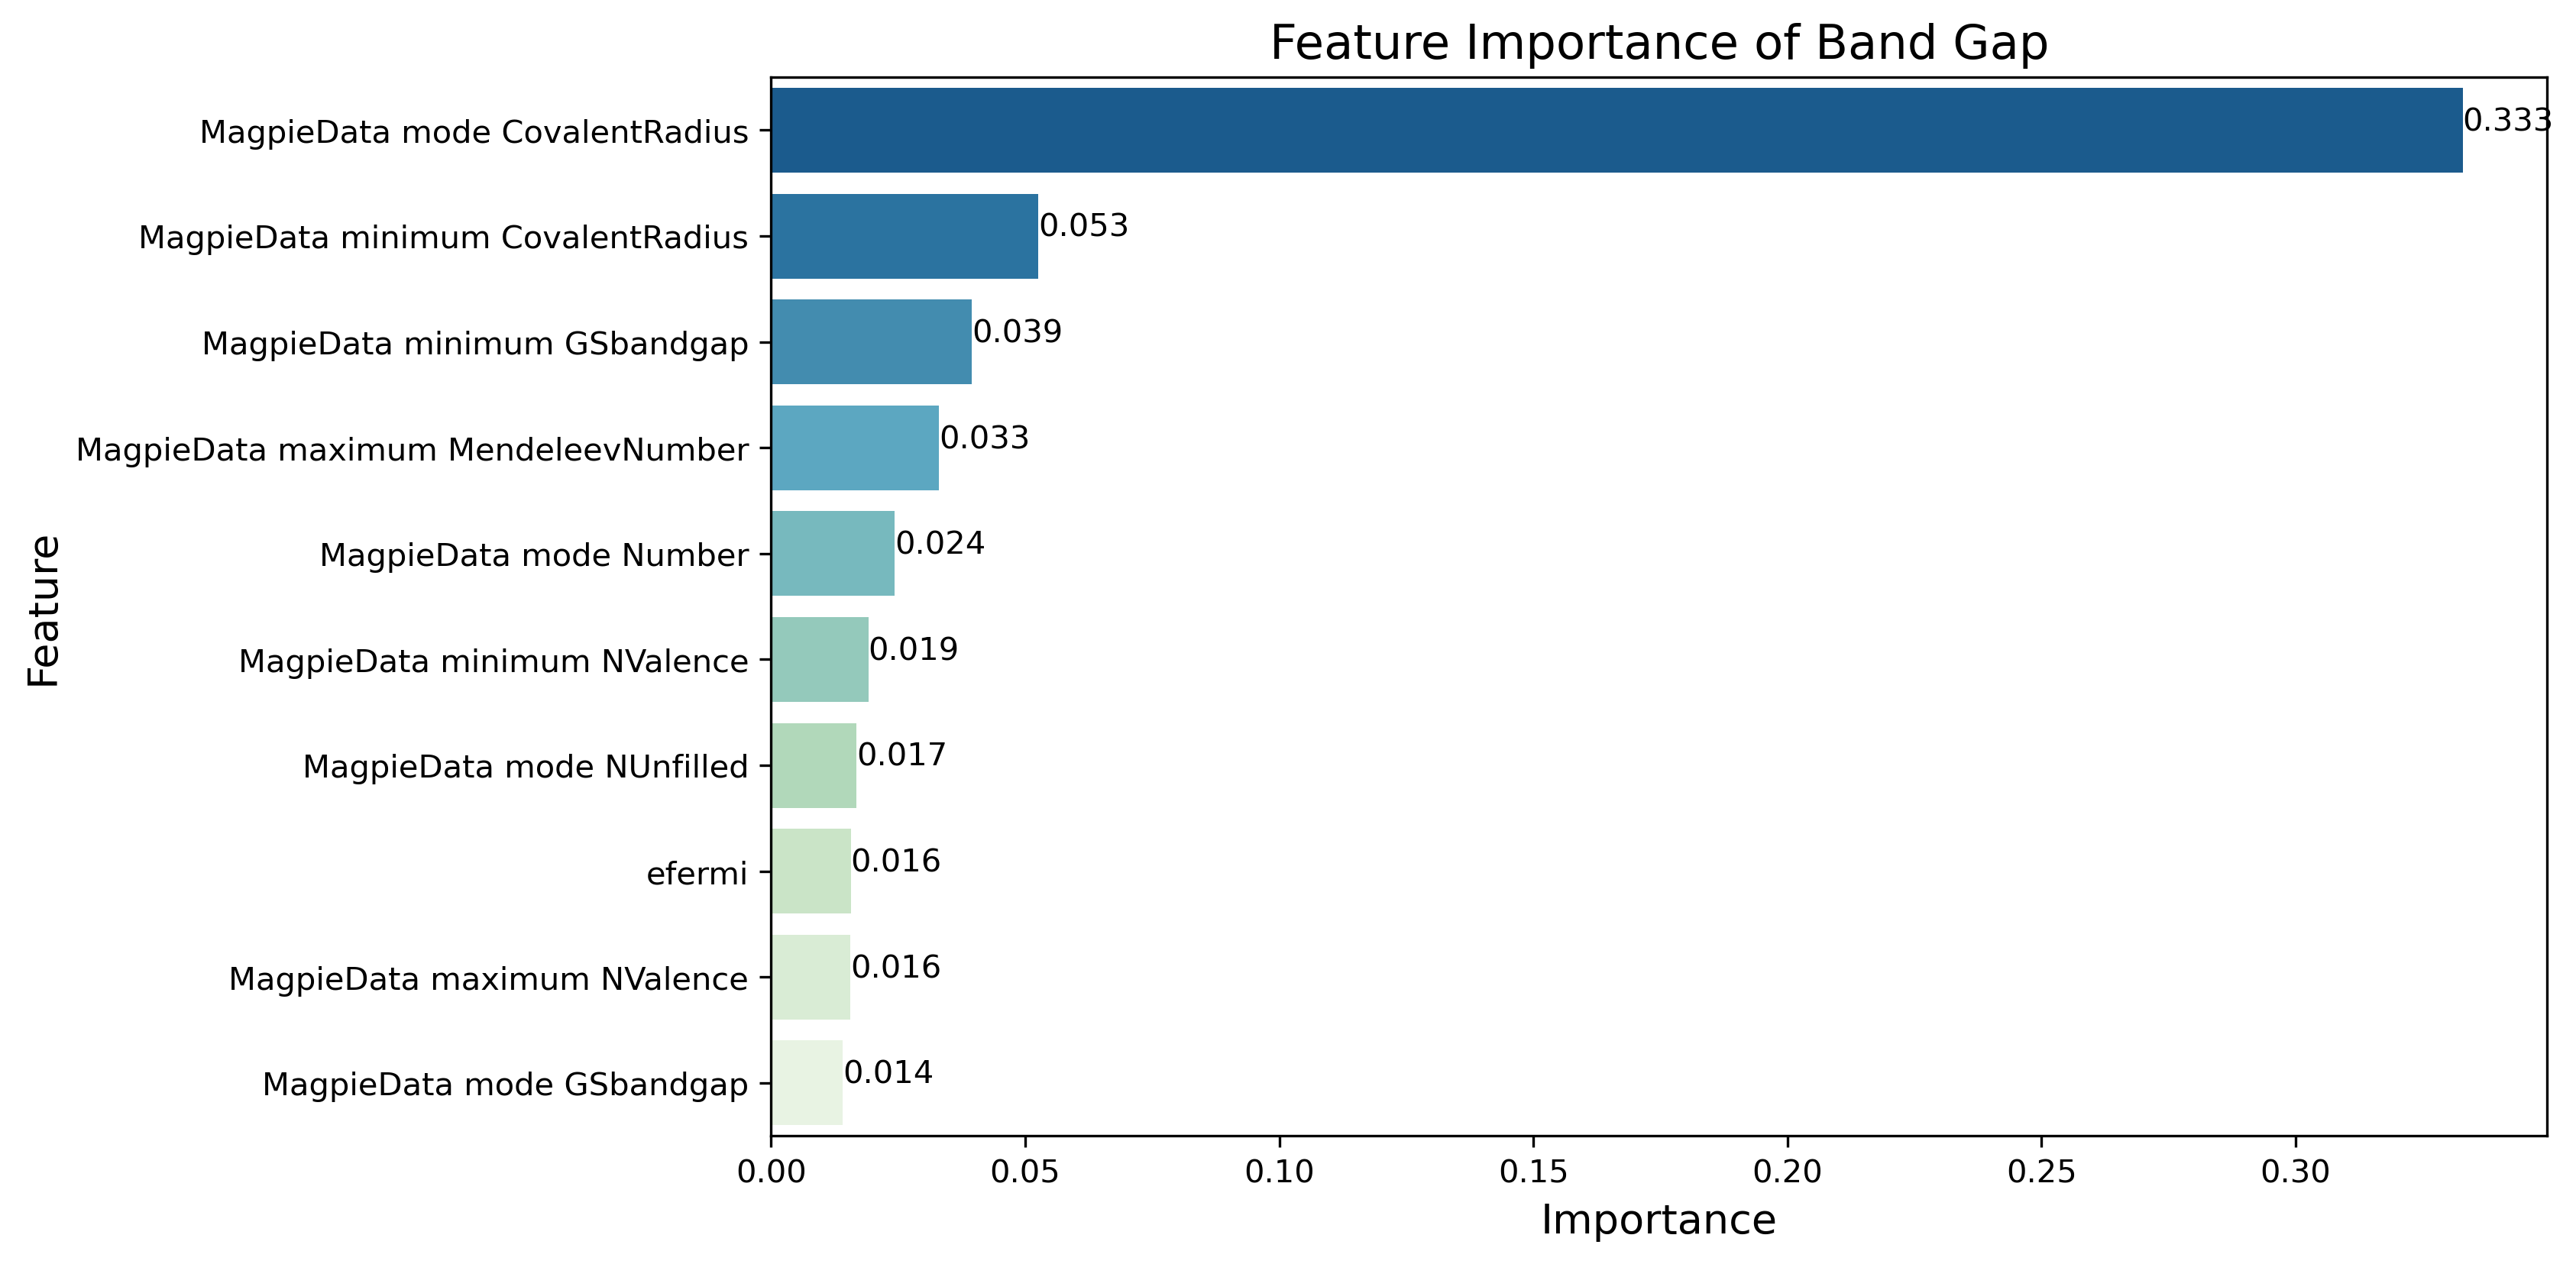 Feature Importance of Band Gap
MagpieData mode CovalentRadius
0.333
MagpieData minimum CovalentRadius
0.053
MagpieData minimum GSbandgap
0.039
MagpieData maximum MendeleevNumber
0.033
MagpieData mode Number
0.024
MagpieData minimum NValence
0.019
MagpieData mode NUnfilled
0.017
efermi
0.016
MagpieData maximum NValence
0.016
MagpieData mode GSbandgap
0.014
Feature
0.00 0.05 0.10 0.15 0.20 0.25 0.30
Importance